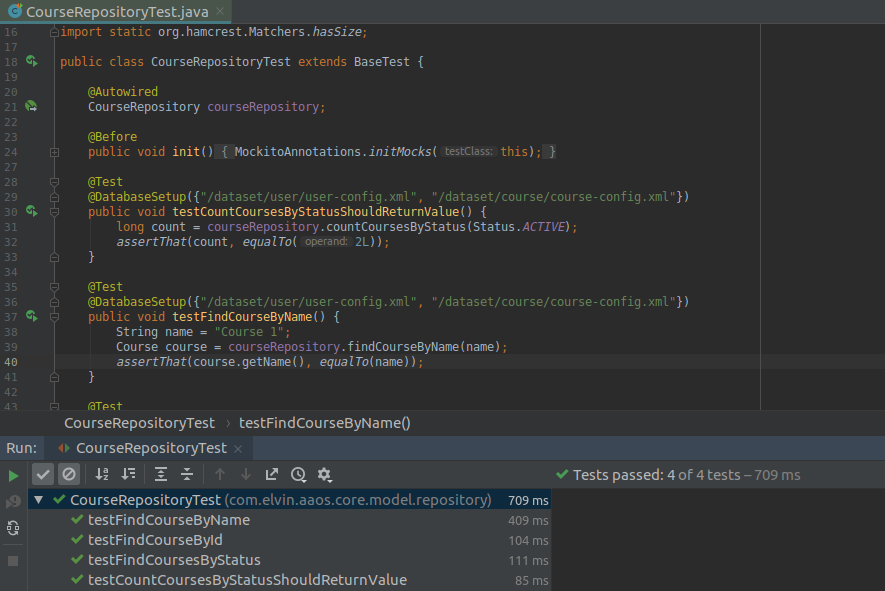 CourseRepositoryTest.java
16 import static org.hamcrest.Matchers.hasSize;
17
18 public class CourseRepositoryTest extends BaseTest {
19
20 @Autowired
21 CourseRepository courseRepository;
22
23 @Before
24 public void init() { MockitoAnnotations.initMocks( testClass: this); }
27
28 @Test
29 @DatabaseSetup({"/dataset/user/user-config.xml", "/dataset/course/course-config.xml"})
30 public void testCountCoursesByStatusShouldReturnValue() {
31 long count = courseRepository.countCoursesByStatus(Status.ACTIVE);
32 assertThat(count, equalTo( operand: 2L));
33 }
34
35 @Test
36 @DatabaseSetup({"/dataset/user/user-config.xml", "/dataset/course/course-config.xml"})
37 public void testFindCourseByName() {
38 String name = "Course 1";
39 Course course = courseRepository.findCourseByName(name);
40 assertThat(course.getName(), equalTo(name));
41 }
42
43 @Test
CourseRepositoryTest › testFindCourseByName()
Run: CourseRepositoryTest
Tests passed: 4 of 4 tests – 709 ms
CourseRepositoryTest (com.elvin.aaos.core.model.repository) 709 ms
testFindCourseByName 409 ms
testFindCourseById 104 ms
testFindCoursesByStatus 111 ms
testCountCoursesByStatusShouldReturnValue 85 ms